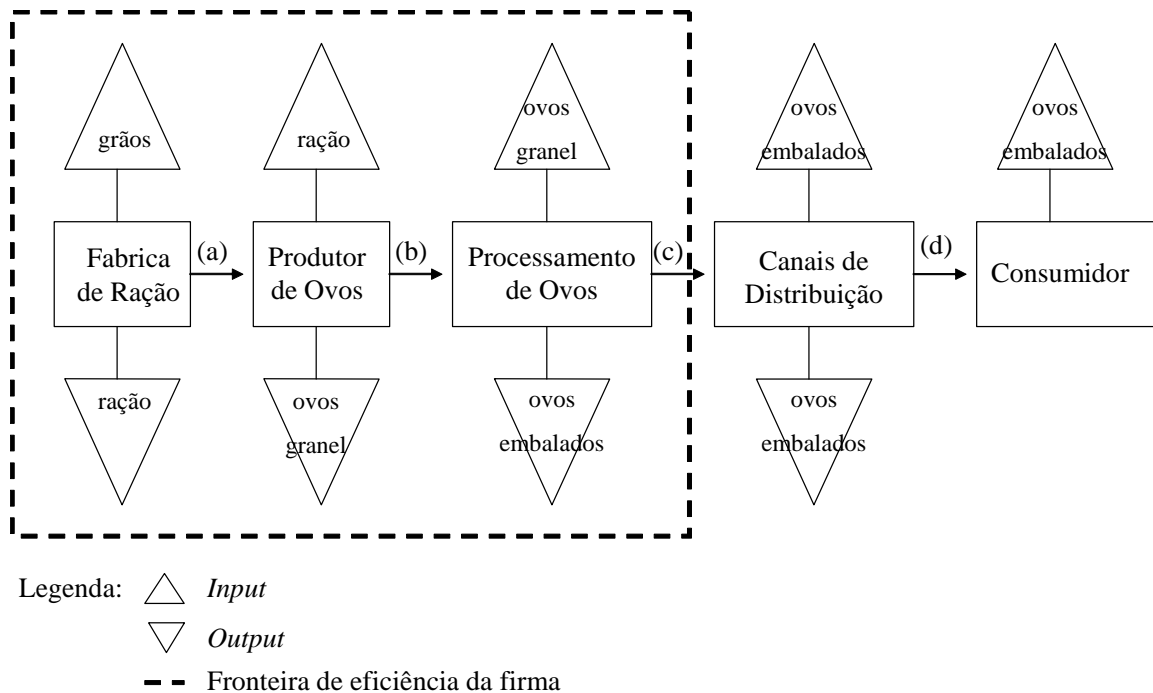 grãos
ração
ovos
granel
ovos
embalados
ovos
embalados
Fabrica
de Ração
(a)
Produtor
de Ovos
(b)
Processamento
de Ovos
(c)
Canais de
Distribuição
(d)
Consumidor
ração
ovos
granel
ovos
embalados
ovos
embalados
Legenda:
Input
Output
Fronteira de eficiência da firma